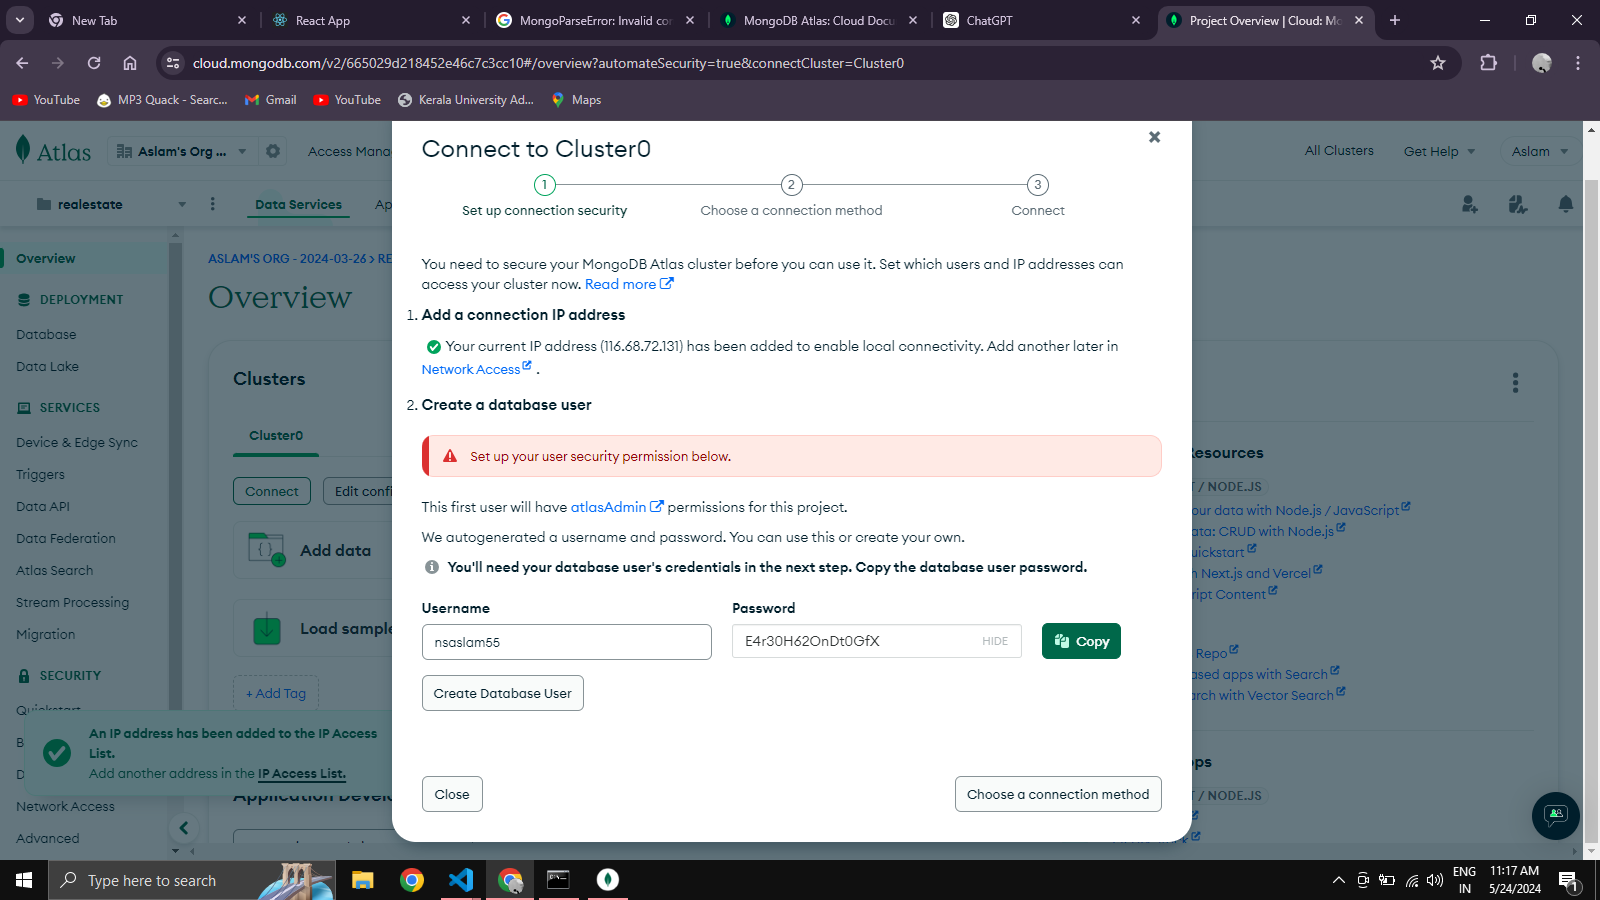 New Tab
React App
MongoParseError: Invalid con
MongoDB Atlas: Cloud Docu
ChatGPT
Project Overview | Cloud: Mo
cloud.mongodb.com/v2/665029d218452e46c7c3cc10#/overview?automateSecurity=true&connectCluster=Cluster0
YouTube
MP3 Quack - Searc...
Gmail
YouTube
Kerala University Ad...
Maps
Atlas
Aslam's Org ...
Access Mana
All Clusters
Get Help
Aslam
realestate
Data Services
Ap
Overview
DEPLOYMENT
Database
Data Lake
SERVICES
Device & Edge Sync
Triggers
Data API
Data Federation
Atlas Search
Stream Processing
Migration
SECURITY
Quickstart
B
D
Network Access
Advanced
ASLAM'S ORG - 2024-03-26 > RE
Overview
Clusters
Cluster0
Connect
Edit confi
Add data
Load sample
+ Add Tag
An IP address has been added to the IP Access
List.
Add another address in the IP Access List.
Application Develo
Connect to Cluster0
1
2
3
Set up connection security
Choose a connection method
Connect
You need to secure your MongoDB Atlas cluster before you can use it. Set which users and IP addresses can
access your cluster now. Read more
1. Add a connection IP address
Your current IP address (116.68.72.131) has been added to enable local connectivity. Add another later in
Network Access .
2. Create a database user
Set up your user security permission below.
This first user will have atlasAdmin permissions for this project.
We autogenerated a username and password. You can use this or create your own.
You'll need your database user's credentials in the next step. Copy the database user password.
Username
Password
nsaslam55
E4r30H62OnDt0GfX
HIDE
Copy
Create Database User
Close
Choose a connection method
Resources
T / NODE.JS
our data with Node.js / JavaScript
ata: CRUD with Node.js
uickstart
h Next.js and Vercel
ript Content
Repo
ased apps with Search
arch with Vector Search
ps
T / NODE.JS
Type here to search
ENG
IN
11:17 AM
5/24/2024
1